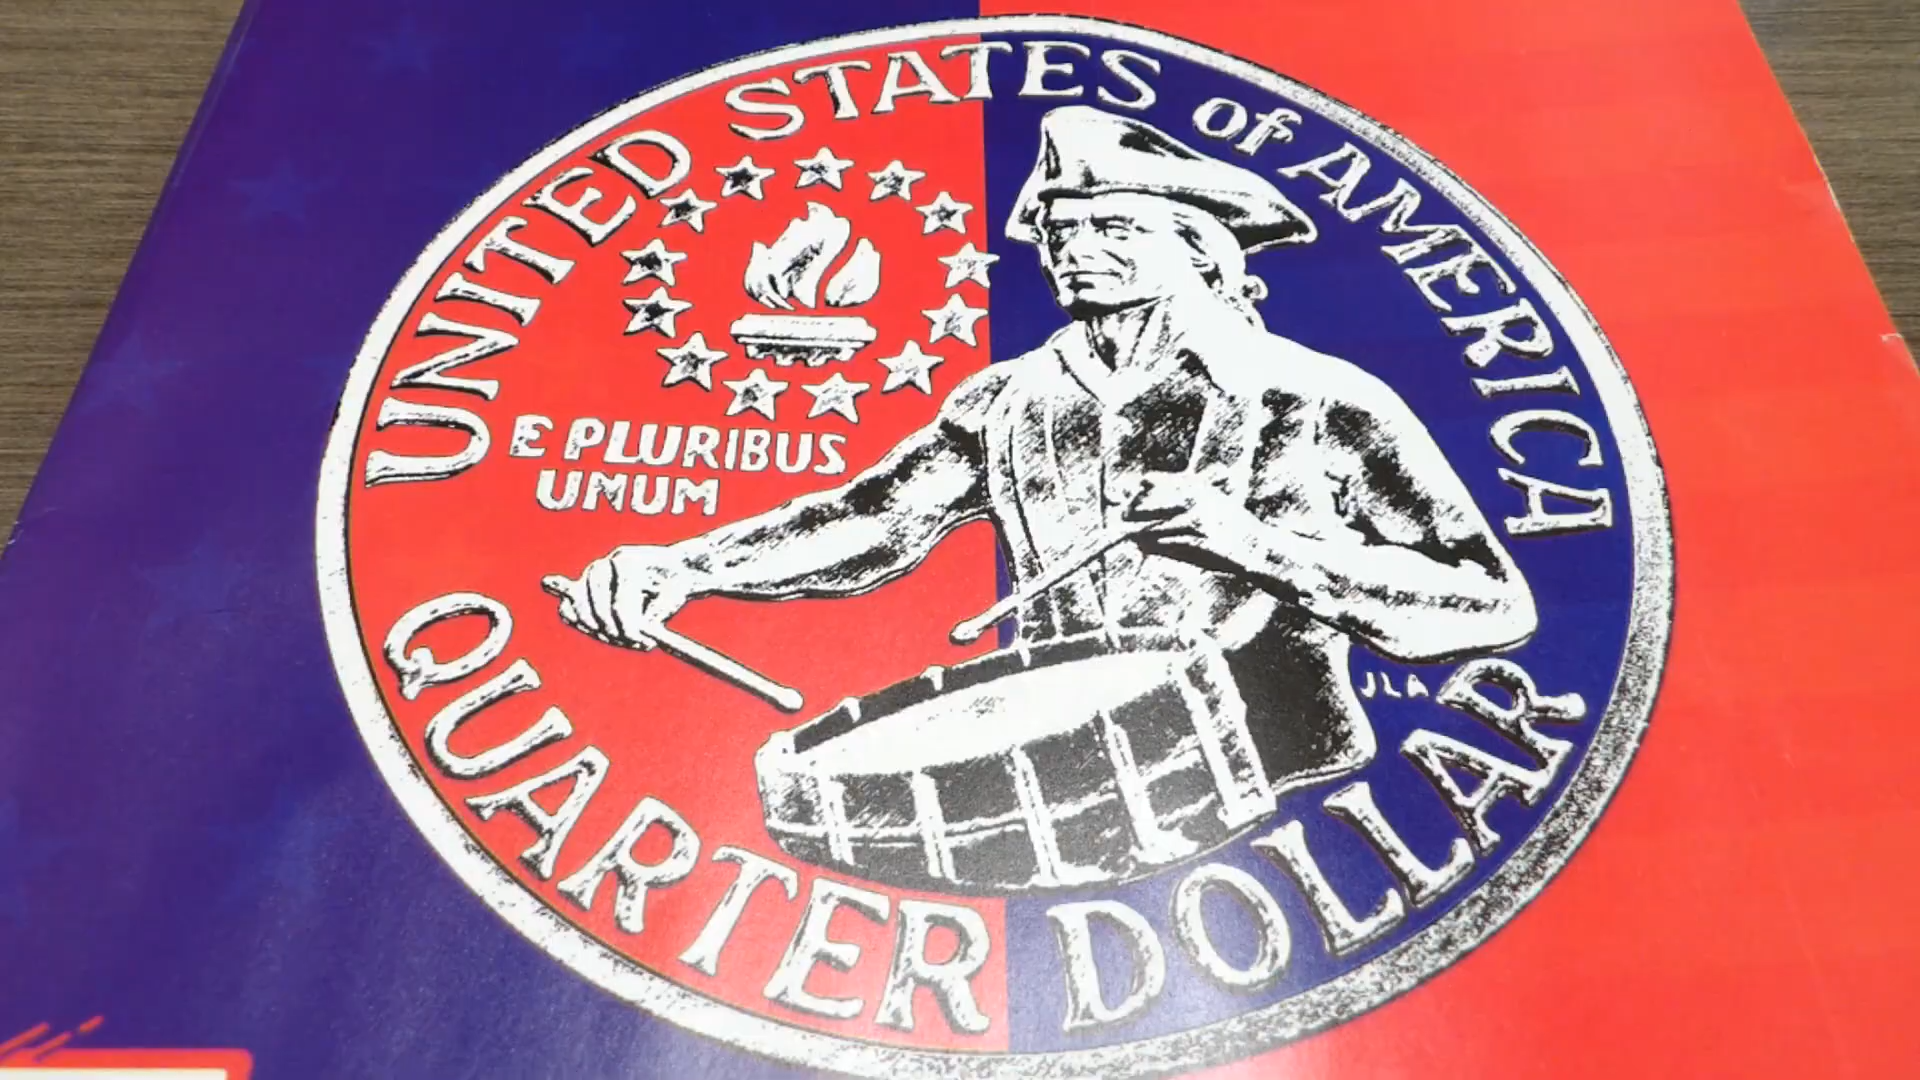 UNITED STATES of AMERICA
E PLURIBUS
UNUM
JLA
QUARTER DOLLAR